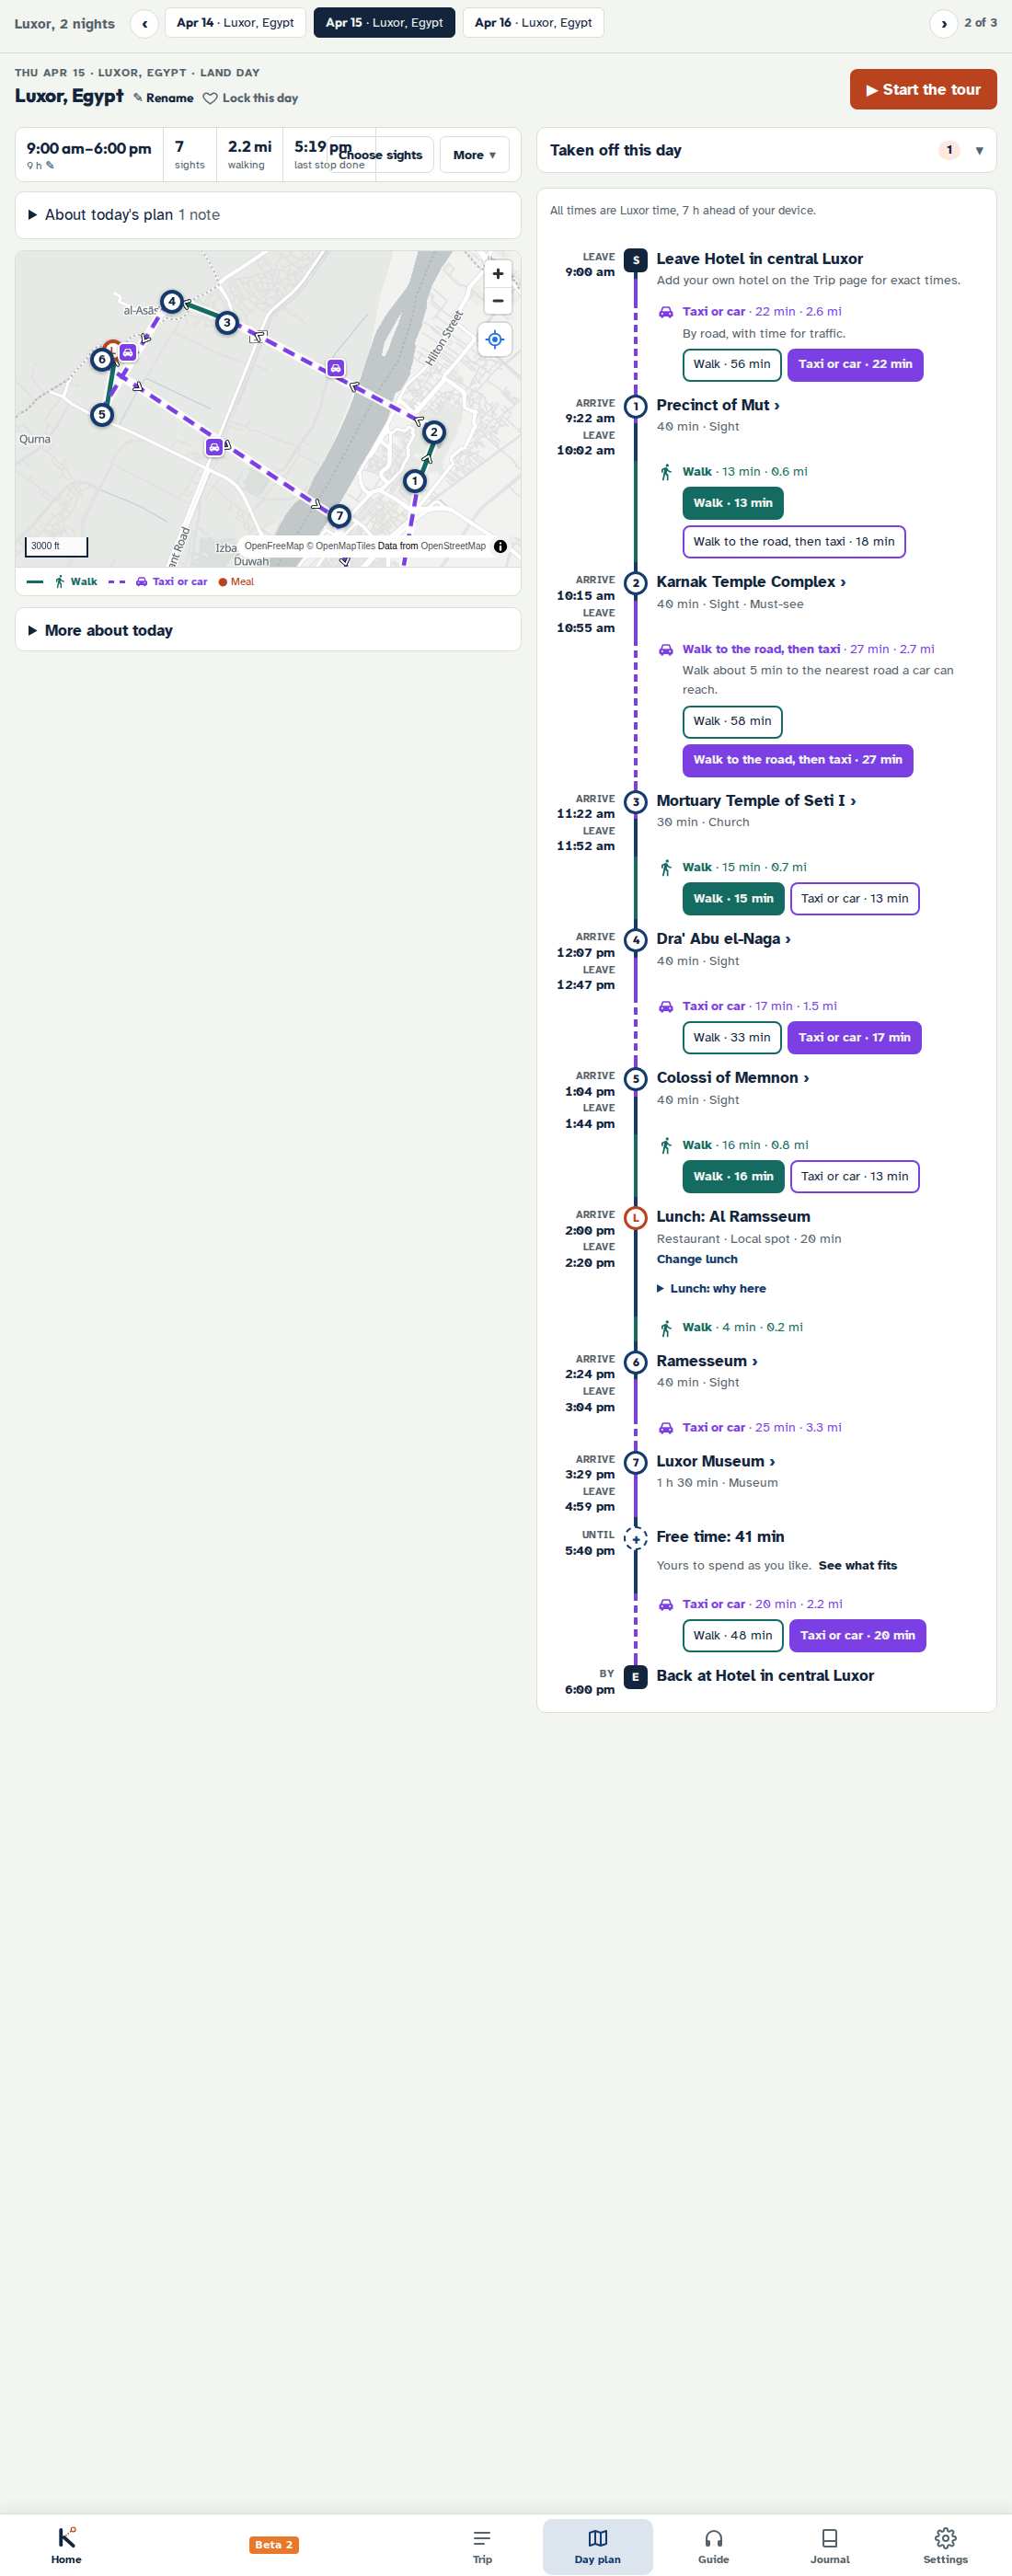 Luxor, 2 nights
‹
Apr 14 · Luxor, Egypt
Apr 15 · Luxor, Egypt
Apr 16 · Luxor, Egypt
›
2 of 3
THU APR 15 · LUXOR, EGYPT · LAND DAY
Luxor, Egypt
✎ Rename
Lock this day
▶ Start the tour
9:00 am–6:00 pm
9 h ✎
7
sights
2.2 mi
walking
5:19 pm
last stop done
Choose sights
More ▾
▶ About today's plan 1 note
al-Asās
Hilton Street
Qurna
Izba
Duwah
ant Road
4
3
6
5
2
1
7
+
−
3000 ft
OpenFreeMap © OpenMapTiles Data from OpenStreetMap
Walk
Taxi or car
Meal
▶ More about today
Taken off this day
1
▾
All times are Luxor time, 7 h ahead of your device.
LEAVE
9:00 am
S
Leave Hotel in central Luxor
Add your own hotel on the Trip page for exact times.
Taxi or car · 22 min · 2.6 mi
By road, with time for traffic.
Walk · 56 min
Taxi or car · 22 min
ARRIVE
9:22 am
LEAVE
10:02 am
1
Precinct of Mut ›
40 min · Sight
Walk · 13 min · 0.6 mi
Walk · 13 min
Walk to the road, then taxi · 18 min
ARRIVE
10:15 am
LEAVE
10:55 am
2
Karnak Temple Complex ›
40 min · Sight · Must-see
Walk to the road, then taxi · 27 min · 2.7 mi
Walk about 5 min to the nearest road a car can
reach.
Walk · 58 min
Walk to the road, then taxi · 27 min
ARRIVE
11:22 am
LEAVE
11:52 am
3
Mortuary Temple of Seti I ›
30 min · Church
Walk · 15 min · 0.7 mi
Walk · 15 min
Taxi or car · 13 min
ARRIVE
12:07 pm
LEAVE
12:47 pm
4
Dra' Abu el-Naga ›
40 min · Sight
Taxi or car · 17 min · 1.5 mi
Walk · 33 min
Taxi or car · 17 min
ARRIVE
1:04 pm
LEAVE
1:44 pm
5
Colossi of Memnon ›
40 min · Sight
Walk · 16 min · 0.8 mi
Walk · 16 min
Taxi or car · 13 min
ARRIVE
2:00 pm
LEAVE
2:20 pm
L
Lunch: Al Ramsseum
Restaurant · Local spot · 20 min
Change lunch
▶ Lunch: why here
Walk · 4 min · 0.2 mi
ARRIVE
2:24 pm
LEAVE
3:04 pm
6
Ramesseum ›
40 min · Sight
Taxi or car · 25 min · 3.3 mi
ARRIVE
3:29 pm
LEAVE
4:59 pm
7
Luxor Museum ›
1 h 30 min · Museum
UNTIL
5:40 pm
+
Free time: 41 min
Yours to spend as you like. See what fits
Taxi or car · 20 min · 2.2 mi
Walk · 48 min
Taxi or car · 20 min
BY
6:00 pm
E
Back at Hotel in central Luxor
Home
Beta 2
Trip
Day plan
Guide
Journal
Settings